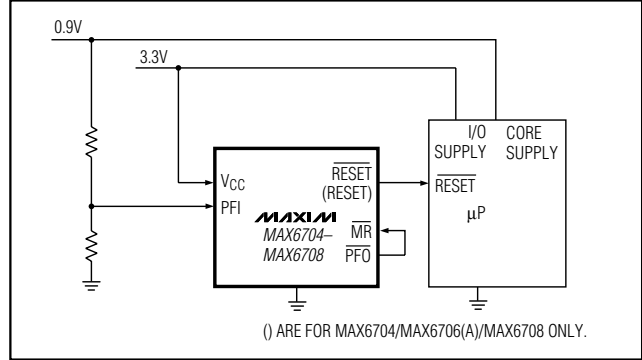 0.9V
3.3V
I/O SUPPLY
CORE SUPPLY
VCC
RESET
(RESET)
RESET
PFI
MAXIM
MR
µP
MAX6704–
MAX6708
PFO
() ARE FOR MAX6704/MAX6706(A)/MAX6708 ONLY.